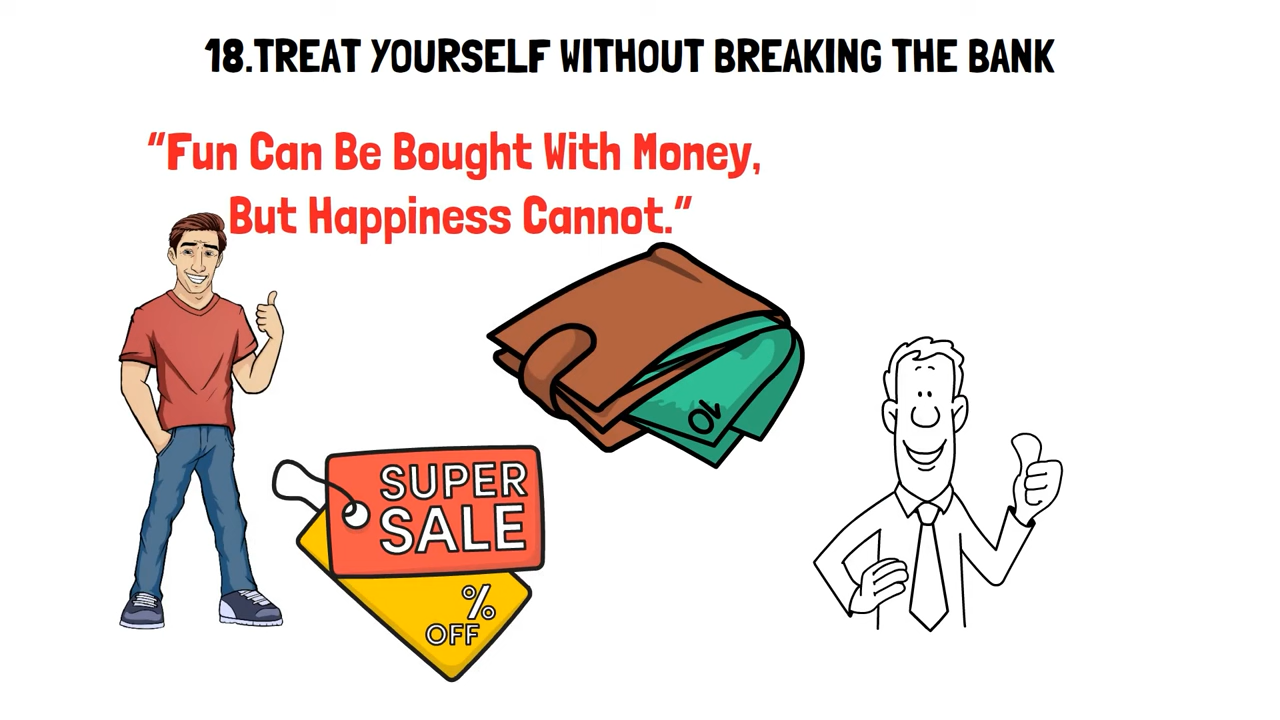 18.TREAT YOURSELF WITHOUT BREAKING THE BANK
“Fun Can Be Bought With Money,
But Happiness Cannot.”
10
SUPER
SALE
%
OFF